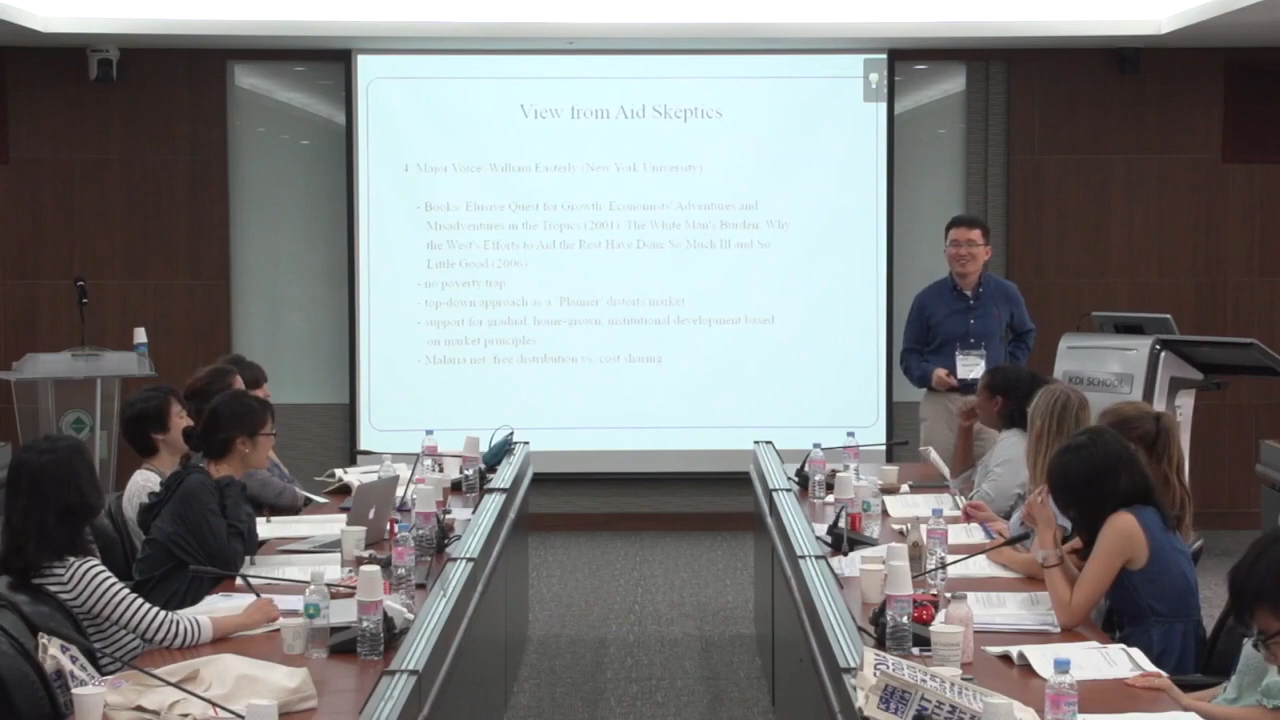 View from Aid Skeptics
4. Major Voice: William Easterly (New York University)
- Books: Elusive Quest for Growth: Economists' Adventures and
Misadventures in the Tropics (2001), The White Man's Burden: Why
the West's Efforts to Aid the Rest Have Done So Much Ill and So
Little Good (2006)
- no poverty trap
- top-down approach as a 'Planner' distorts market
- support for gradual, home-grown, institutional development based
on market principles
- Malaria net: free distribution vs. cost sharing
KDI SCHOOL